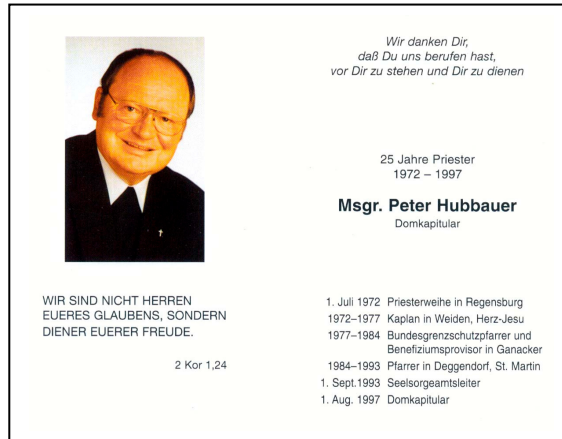 Wir danken Dir,
daß Du uns berufen hast,
vor Dir zu stehen und Dir zu dienen
25 Jahre Priester
1972 – 1997
Msgr. Peter Hubbauer
Domkapitular
WIR SIND NICHT HERREN
EUERES GLAUBENS, SONDERN
DIENER EUERER FREUDE.
2 Kor 1,24
1. Juli 1972 Priesterweihe in Regensburg
1972–1977 Kaplan in Weiden, Herz-Jesu
1977–1984 Bundesgrenzschutzpfarrer und
Benefiziumsprovisor in Ganacker
1984–1993 Pfarrer in Deggendorf, St. Martin
1. Sept.1993 Seelsorgeamtsleiter
1. Aug. 1997 Domkapitular